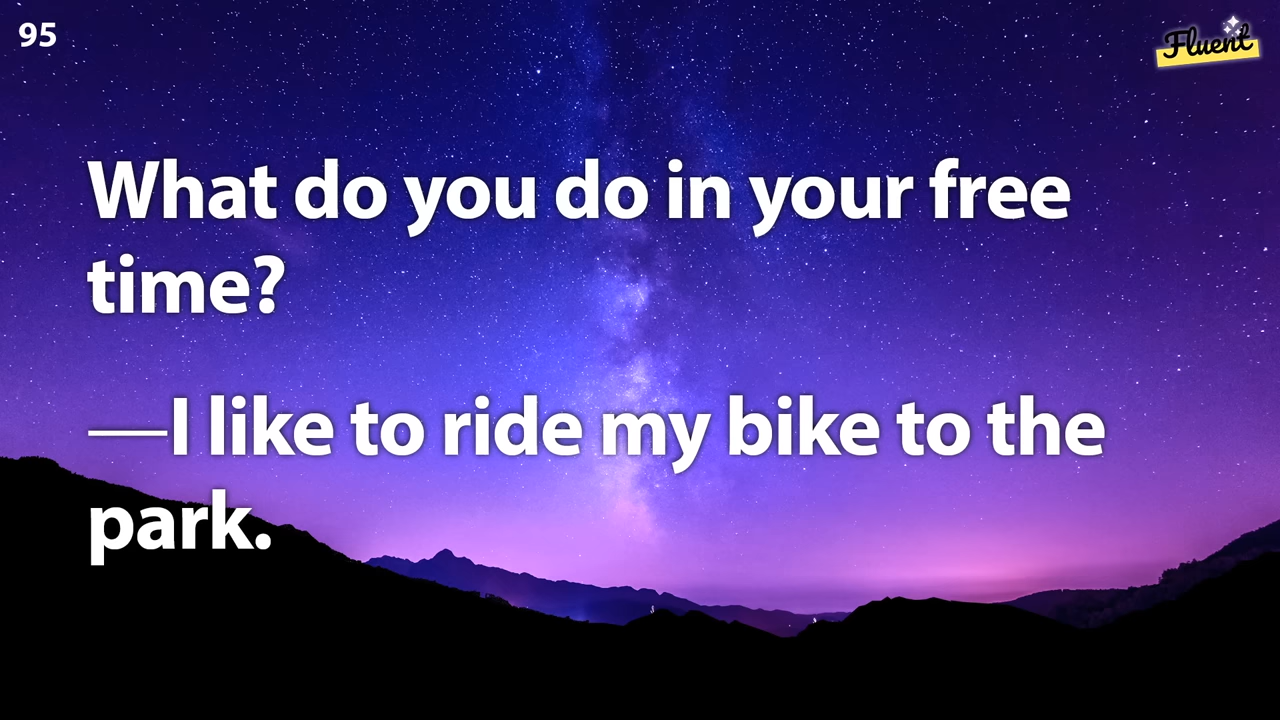 95
Fluent
What do you do in your free
time?
—I like to ride my bike to the
park.